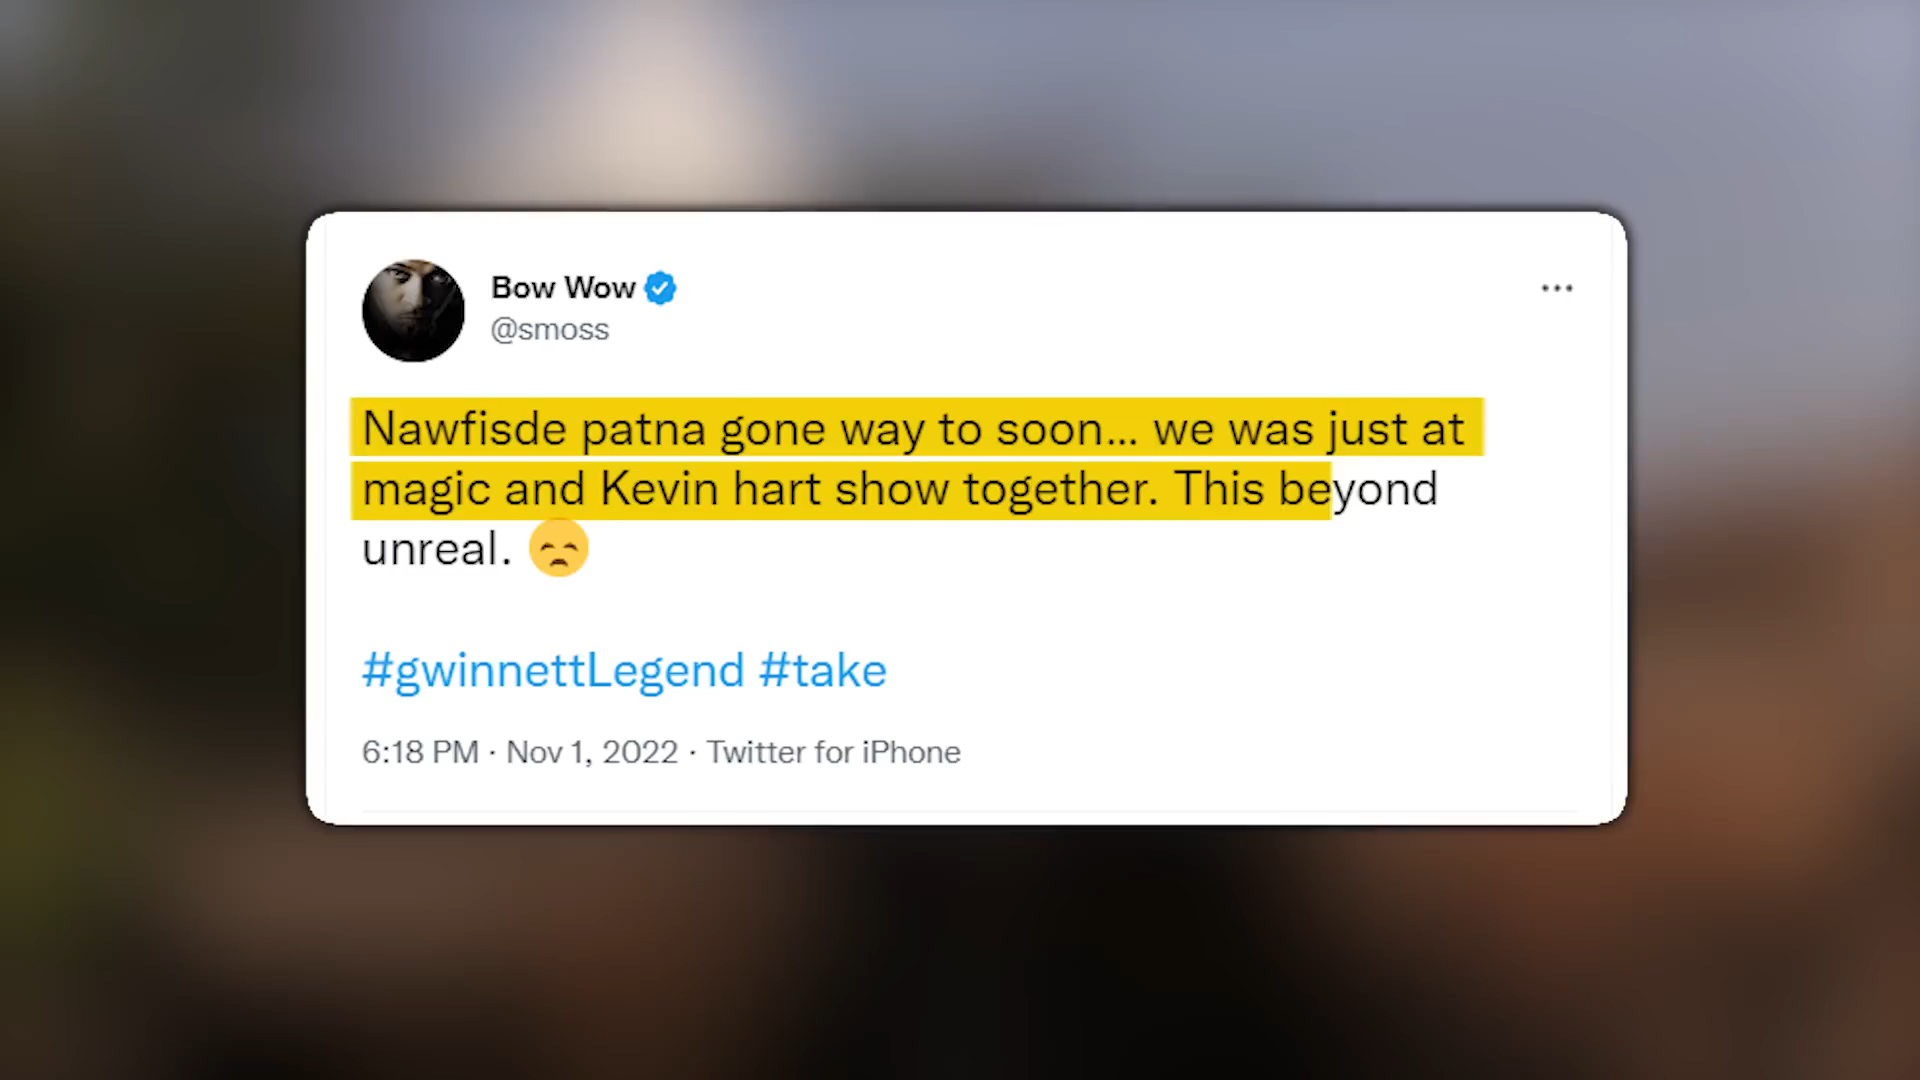 Bow Wow
@smoss
Nawfisde patna gone way to soon... we was just at
magic and Kevin hart show together. This beyond
unreal. 😞
#gwinnettLegend #take
6:18 PM · Nov 1, 2022 · Twitter for iPhone